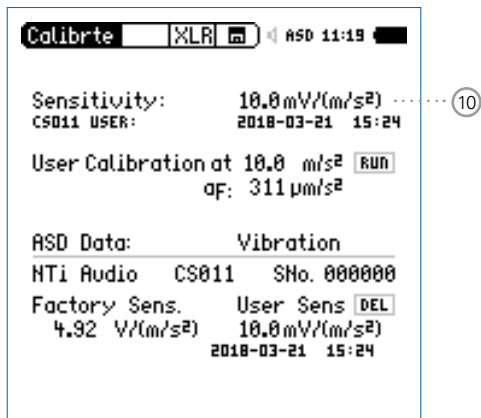 Calibrte XLR ASD 11:19
Sensitivity: 10.0mV/(m/s²) 10
CS011 USER: 2018-03-21 15:24
User Calibration at 10.0 m/s² RUN
aF: 311µm/s²
ASD Data: Vibration
NTi Audio CS011 SNo. 000000
Factory Sens. User Sens DEL
4.92 V/(m/s²) 10.0mV/(m/s²)
2018-03-21 15:24